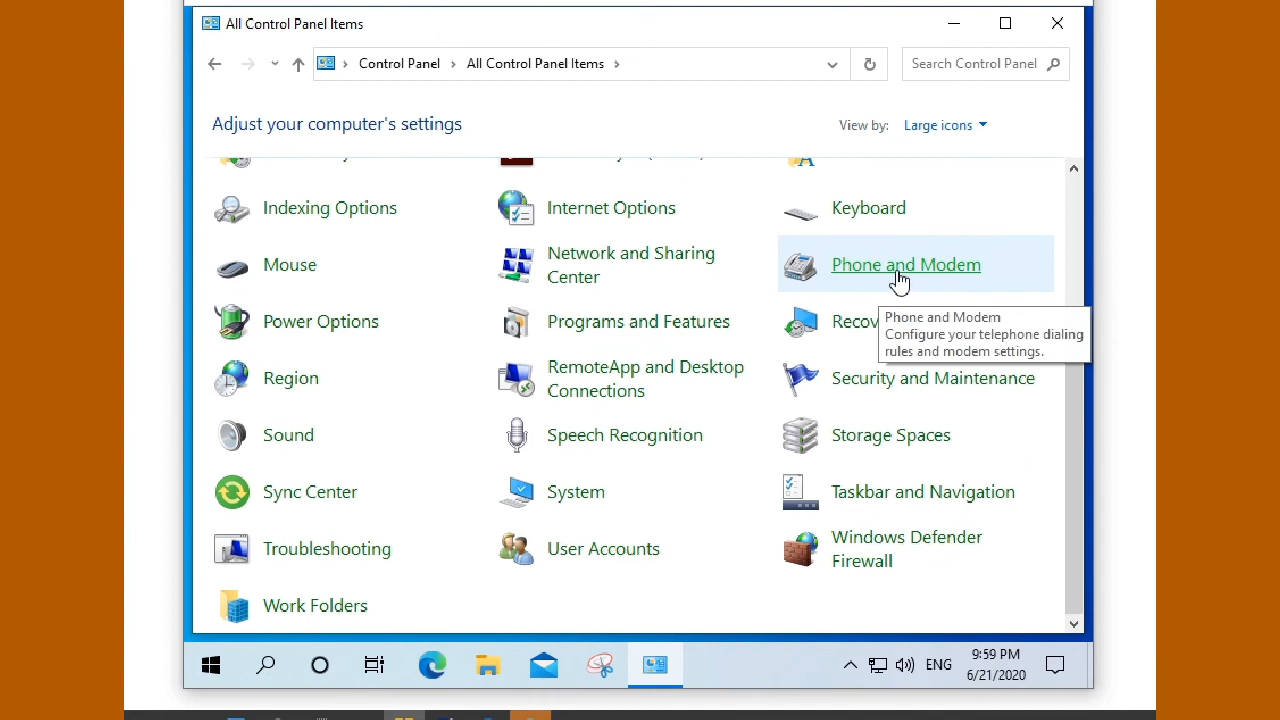 All Control Panel Items
Control Panel
All Control Panel Items
Search Control Panel
Adjust your computer's settings
View by:
Large icons
Indexing Options
Internet Options
Keyboard
Mouse
Network and Sharing
Center
Phone and Modem
Power Options
Programs and Features
Phone and Modem
Configure your telephone dialing
rules and modem settings.
Region
RemoteApp and Desktop
Connections
Security and Maintenance
Sound
Speech Recognition
Storage Spaces
Sync Center
System
Taskbar and Navigation
Troubleshooting
User Accounts
Windows Defender
Firewall
Work Folders
ENG
9:59 PM
6/21/2020